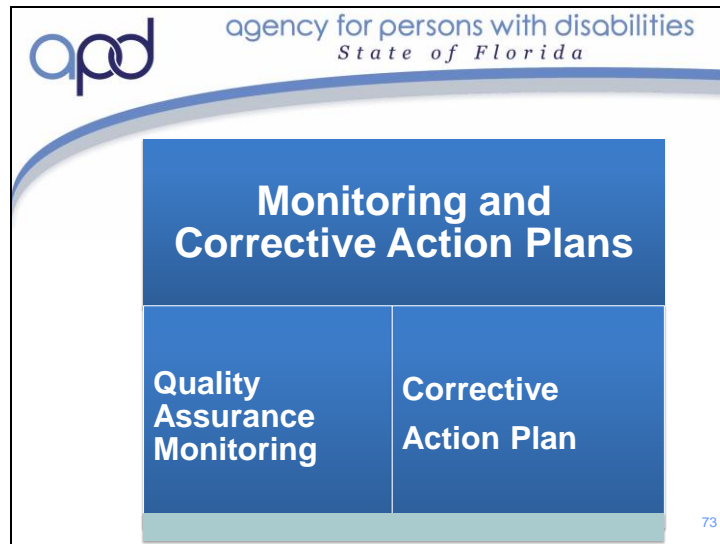 apd
agency for persons with disabilities
State of Florida
Monitoring and
Corrective Action Plans
Quality
Assurance
Monitoring
Corrective
Action Plan
73